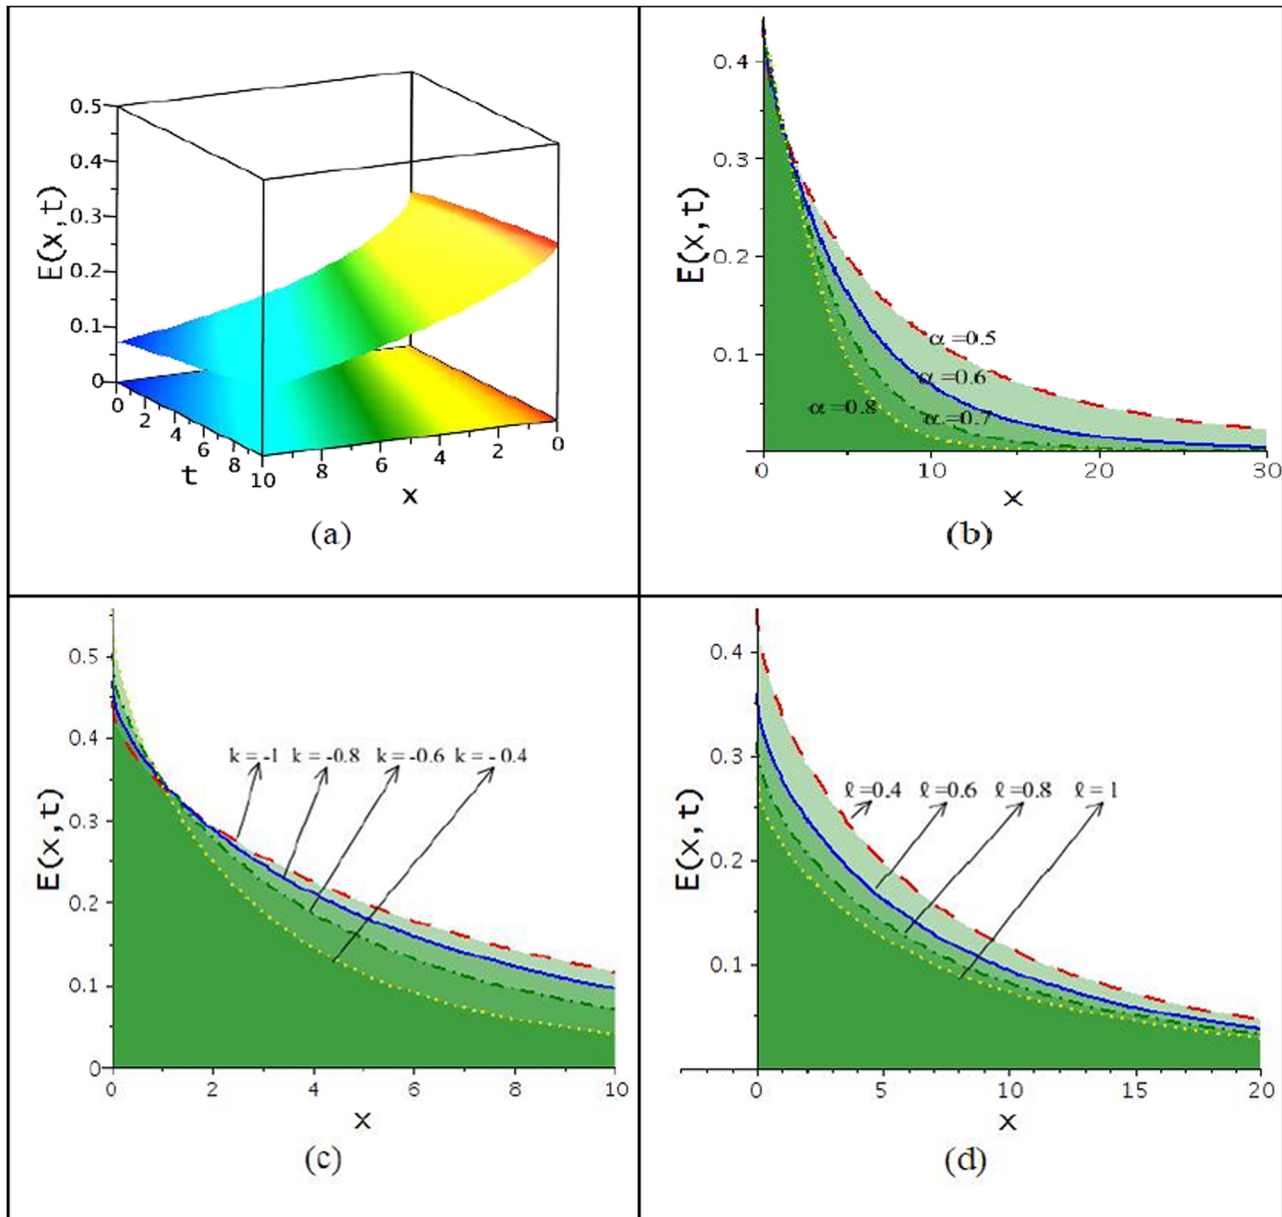 0.5
0.4
0.3
0.2
0.1
0
E(x,t)
0
2
4
6
8
10
t
8
6
4
2
0
x
(a)
0.4
0.3
0.2
0.1
E(x,t)
α =0.5
α =0.6
α =0.8
α =0.7
0
10
20
30
x
(b)
0.5
0.4
0.3
0.2
0.1
0
E(x,t)
k = -1 k = -0.8 k = -0.6 k = - 0.4
0
2
4
6
8
10
x
(c)
0.4
0.3
0.2
0.1
E(x,t)
ℓ =0.4 ℓ =0.6 ℓ =0.8 ℓ = 1
0
5
10
15
20
x
(d)